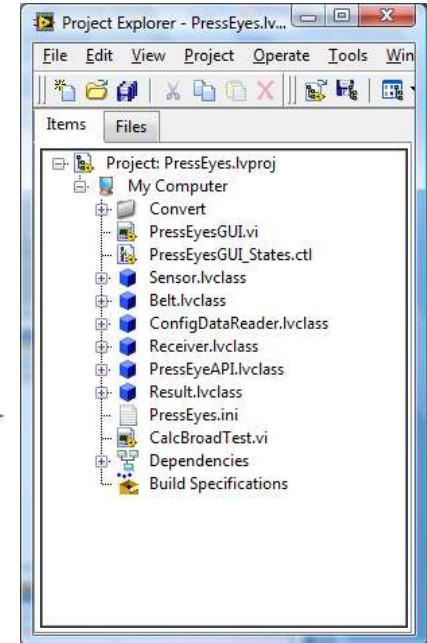 Project Explorer - PressEyes.lv...
File Edit View Project Operate Tools Win
Items Files
Project: PressEyes.lvproj
My Computer
Convert
PressEyesGUI.vi
PressEyesGUI_States.ctl
Sensor.lvclass
Belt.lvclass
ConfigDataReader.lvclass
Receiver.lvclass
PressEyeAPI.lvclass
Result.lvclass
PressEyes.ini
CalcBroadTest.vi
Dependencies
Build Specifications